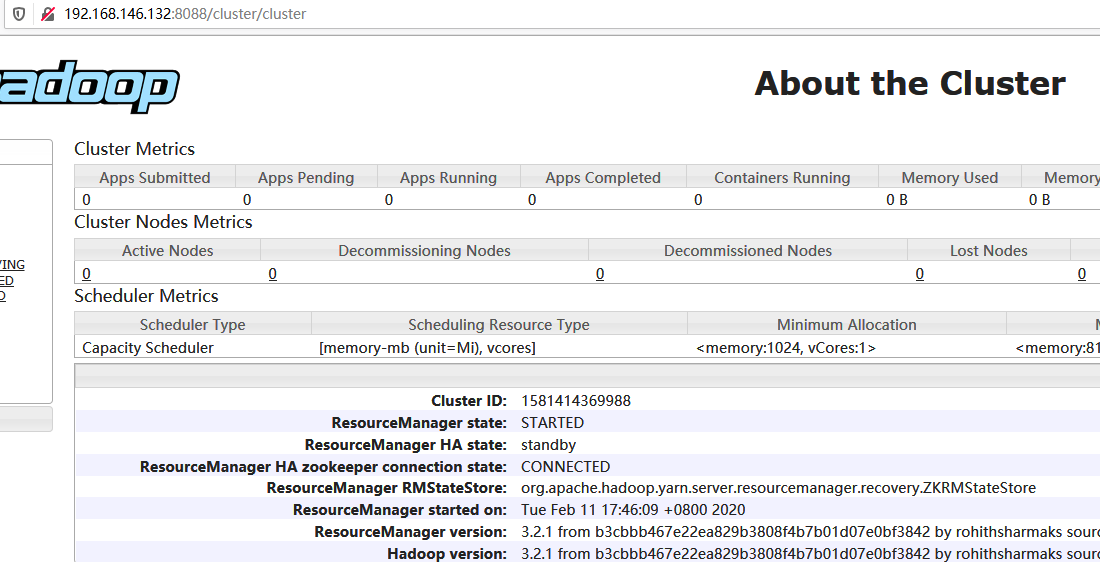 192.168.146.132:8088/cluster/cluster
adoop
About the Cluster
Cluster Metrics
Apps Submitted Apps Pending Apps Running Apps Completed Containers Running Memory Used Memory
0 0 0 0 0 0 B 0 B
Cluster Nodes Metrics
Active Nodes Decommissioning Nodes Decommissioned Nodes Lost Nodes
0 0 0 0 0
VING
ED
Scheduler Metrics
Scheduler Type Scheduling Resource Type Minimum Allocation
Capacity Scheduler [memory-mb (unit=Mi), vcores] <memory:1024, vCores:1> <memory:81
Cluster ID: 1581414369988
ResourceManager state: STARTED
ResourceManager HA state: standby
ResourceManager HA zookeeper connection state: CONNECTED
ResourceManager RMStateStore: org.apache.hadoop.yarn.server.resourcemanager.recovery.ZKRMStateStore
ResourceManager started on: Tue Feb 11 17:46:09 +0800 2020
ResourceManager version: 3.2.1 from b3cbbb467e22ea829b3808f4b7b01d07e0bf3842 by rohithsharmaks sourc
Hadoop version: 3.2.1 from b3cbbb467e22ea829b3808f4b7b01d07e0bf3842 by rohithsharmaks sourc